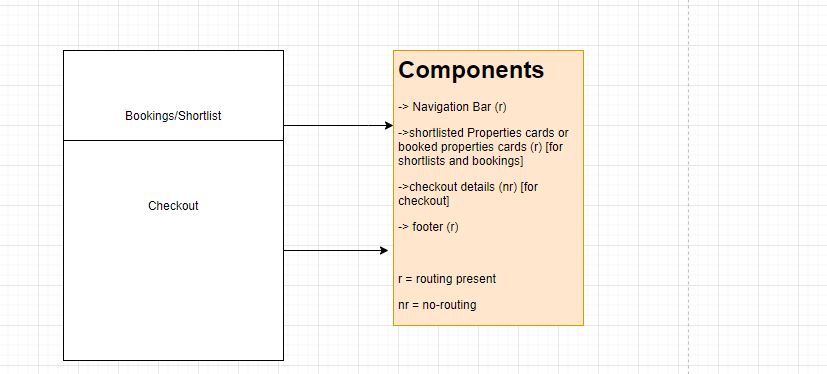 Bookings/Shortlist
Checkout
Components
-> Navigation Bar (r)
->shortlisted Properties cards or
booked properties cards (r) [for
shortlists and bookings]
->checkout details (nr) [for
checkout]
-> footer (r)
r = routing present
nr = no-routing